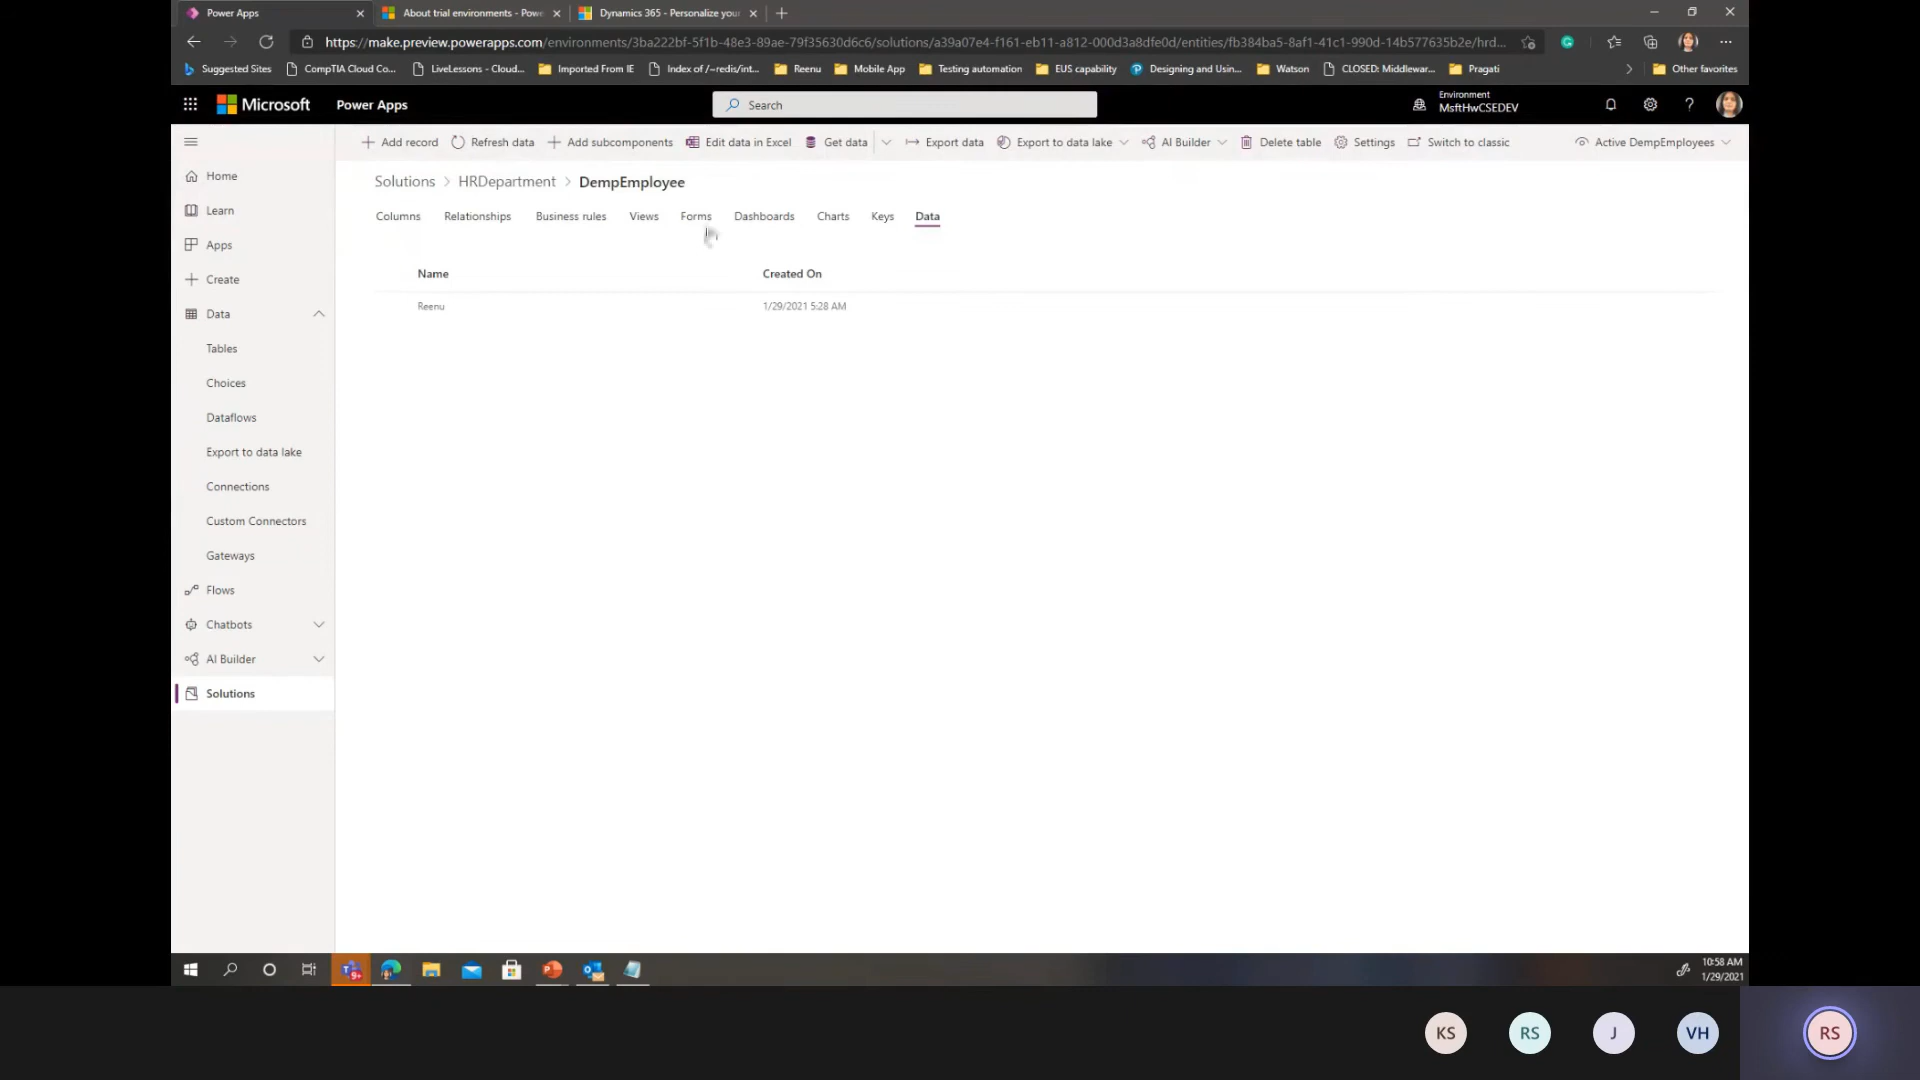 Power Apps
About trial environments - Powe
Dynamics 365 - Personalize your
https://make.preview.powerapps.com/environments/3ba222bf-5f1b-48e3-89ae-79f35630d6c6/solutions/a39a07e4-f161-eb11-a812-000d3a8dfe0d/entities/fb384ba5-8af1-41c1-990d-14b577635b2e/hrd...
Suggested Sites
CompTIA Cloud Co...
LiveLessons - Cloud...
Imported From IE
Index of /~redis/int...
Reenu
Mobile App
Testing automation
EUS capability
Designing and Usin...
Watson
CLOSED: Middlewar...
Pragati
Other favorites
Microsoft
Power Apps
Search
Environment
MsftHwCSEDEV
?
Add record
Refresh data
Add subcomponents
Edit data in Excel
Get data
Export data
Export to data lake
AI Builder
Delete table
Settings
Switch to classic
Active DempEmployees
Home
Learn
Apps
Create
Data
Tables
Choices
Dataflows
Export to data lake
Connections
Custom Connectors
Gateways
Flows
Chatbots
AI Builder
Solutions
Solutions > HRDepartment > DempEmployee
Columns
Relationships
Business rules
Views
Forms
Dashboards
Charts
Keys
Data
Name
Created On
Reenu
1/29/2021 5:28 AM
10:58 AM
1/29/2021
KS
RS
J
VH
RS